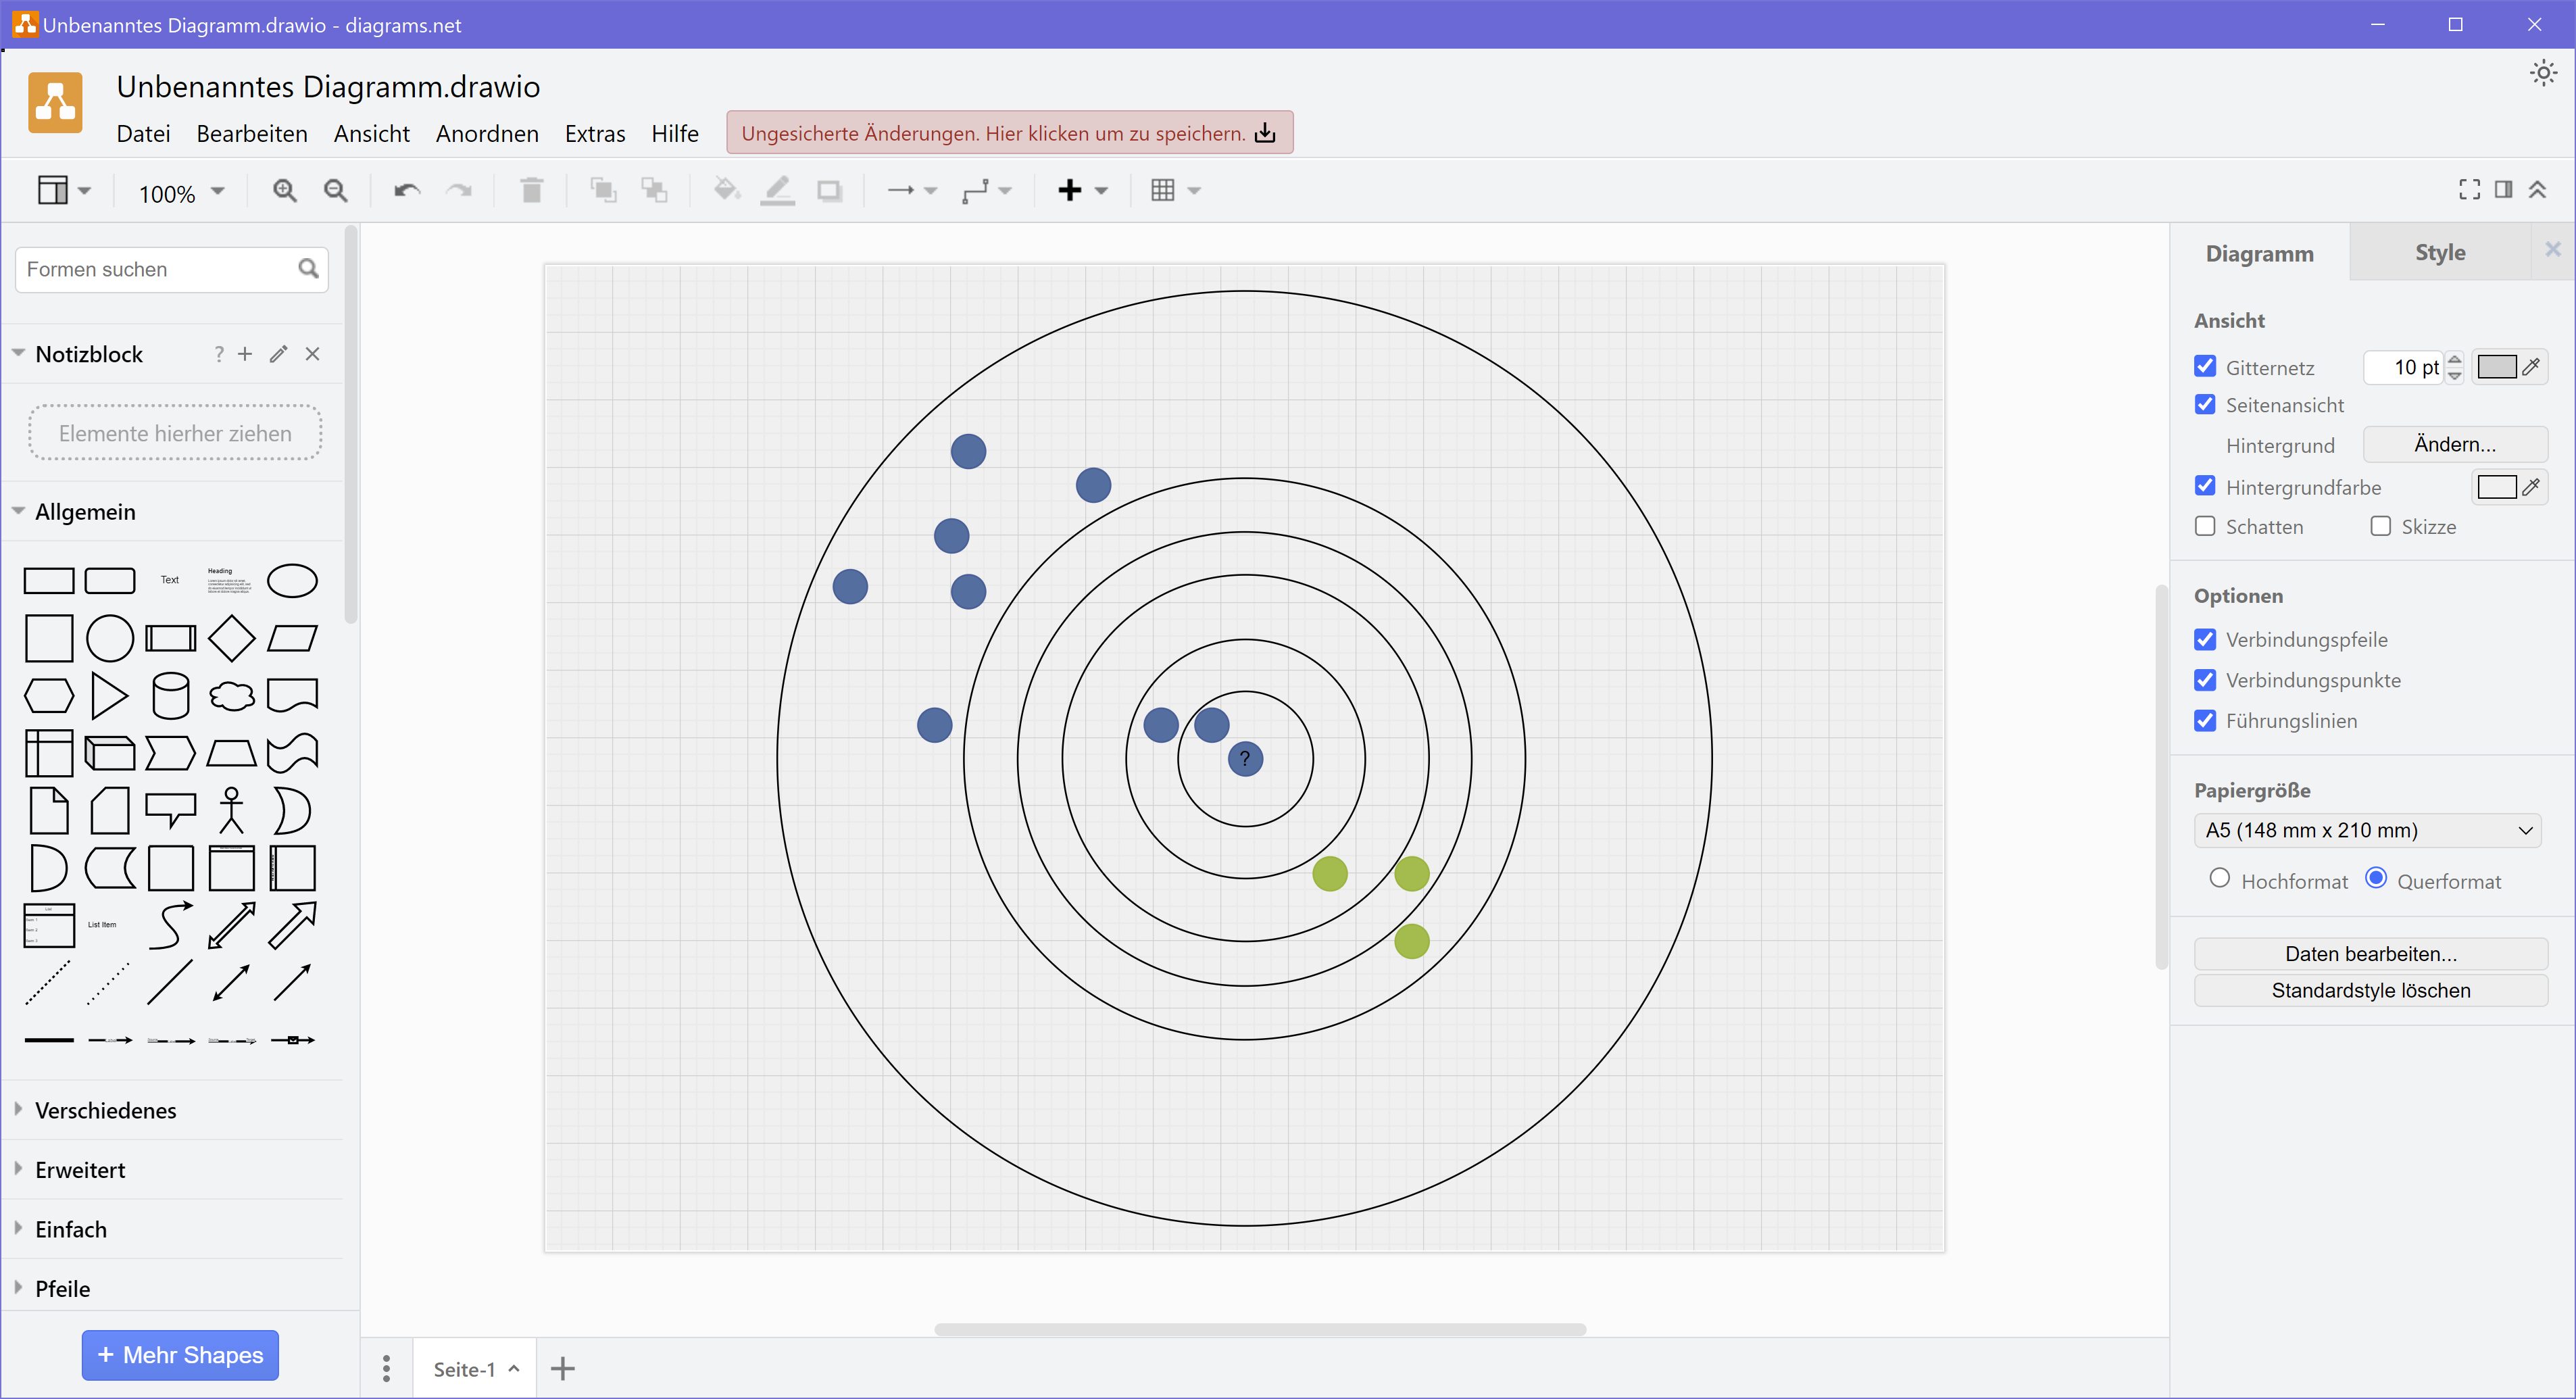 Unbenanntes Diagramm.drawio - diagrams.net
Unbenanntes Diagramm.drawio
Datei Bearbeiten Ansicht Anordnen Extras Hilfe Ungesicherte Änderungen. Hier klicken um zu speichern.
100%
Formen suchen
Notizblock ?
Elemente hierher ziehen
Allgemein
Text
Heading
List Item
Verschiedenes
Erweitert
Einfach
Pfeile
+ Mehr Shapes
?
Seite-1
Diagramm Style
Ansicht
Gitternetz 10 pt
Seitenansicht
Hintergrund Ändern...
Hintergrundfarbe
Schatten Skizze
Optionen
Verbindungspfeile
Verbindungspunkte
Führungslinien
Papiergröße
A5 (148 mm x 210 mm)
Hochformat Querformat
Daten bearbeiten...
Standardstyle löschen